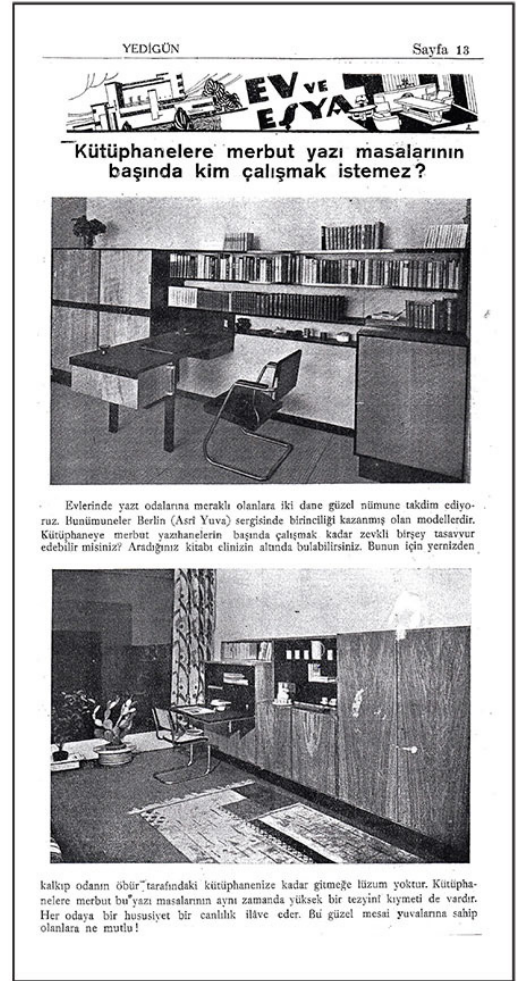 YEDİGÜN Sayfa 13
EV VE
EŞYA
Kütüphanelere merbut yazı masalarının
başında kim çalışmak istemez?
Evlerinde yazı odalarına meraklı olanlara iki dane güzel nümune takdim ediyo-
ruz. Bunümuneler Berlin (Asrî Yuva) sergisinde birinciliği kazanmış olan modellerdir.
Kütüphaneye merbut yazıhanelerin başında çalışmak kadar zevkli birşey tasavvur
edebilir misiniz? Aradığınız kitabı elinizin altında bulabilirsiniz. Bunun için yernizden
kalkıp odanın öbür tarafındaki kütüphanenize kadar gitmeğe lüzum yoktur. Kütüpha-
nelere merbut bu yazı masalarının aynı zamanda yüksek bir tezyinî kıymeti de vardır.
Her odaya bir hususiyet bir canlılık ilâve eder. Bu güzel mesai yuvalarına sahip
olanlara ne mutlu!